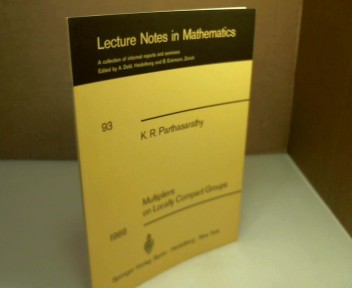 Lecture Notes in Mathematics
A collection of informal reports and seminars
Edited by A. Dold, Heidelberg and B. Eckmann, Zürich
93
K. R. Parthasarathy
Multipliers
on Locally Compact Groups
1969
Springer-Verlag Berlin · Heidelberg · New York